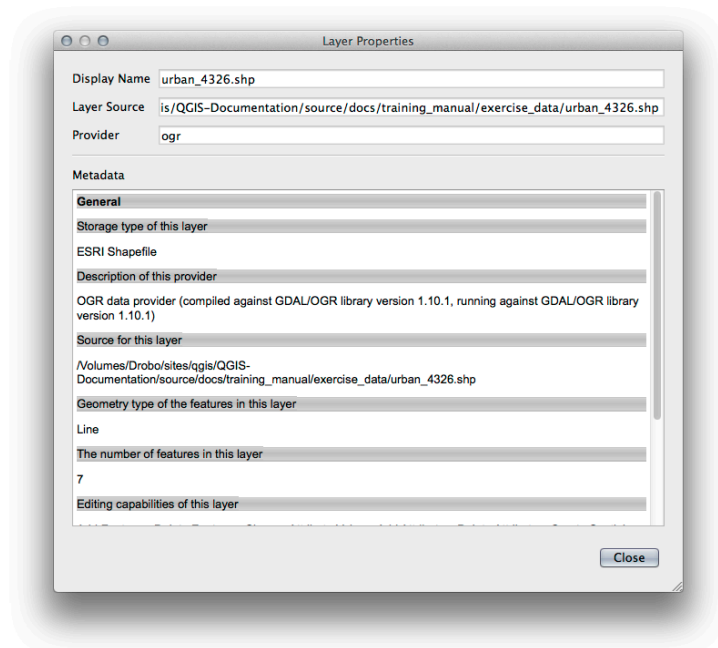 Layer Properties
Display Name urban_4326.shp
Layer Source is/QGIS-Documentation/source/docs/training_manual/exercise_data/urban_4326.shp
Provider ogr
Metadata
General
Storage type of this layer
ESRI Shapefile
Description of this provider
OGR data provider (compiled against GDAL/OGR library version 1.10.1, running against GDAL/OGR library
version 1.10.1)
Source for this layer
/Volumes/Drobo/sites/qgis/QGIS-
Documentation/source/docs/training_manual/exercise_data/urban_4326.shp
Geometry type of the features in this layer
Line
The number of features in this layer
7
Editing capabilities of this layer
Close